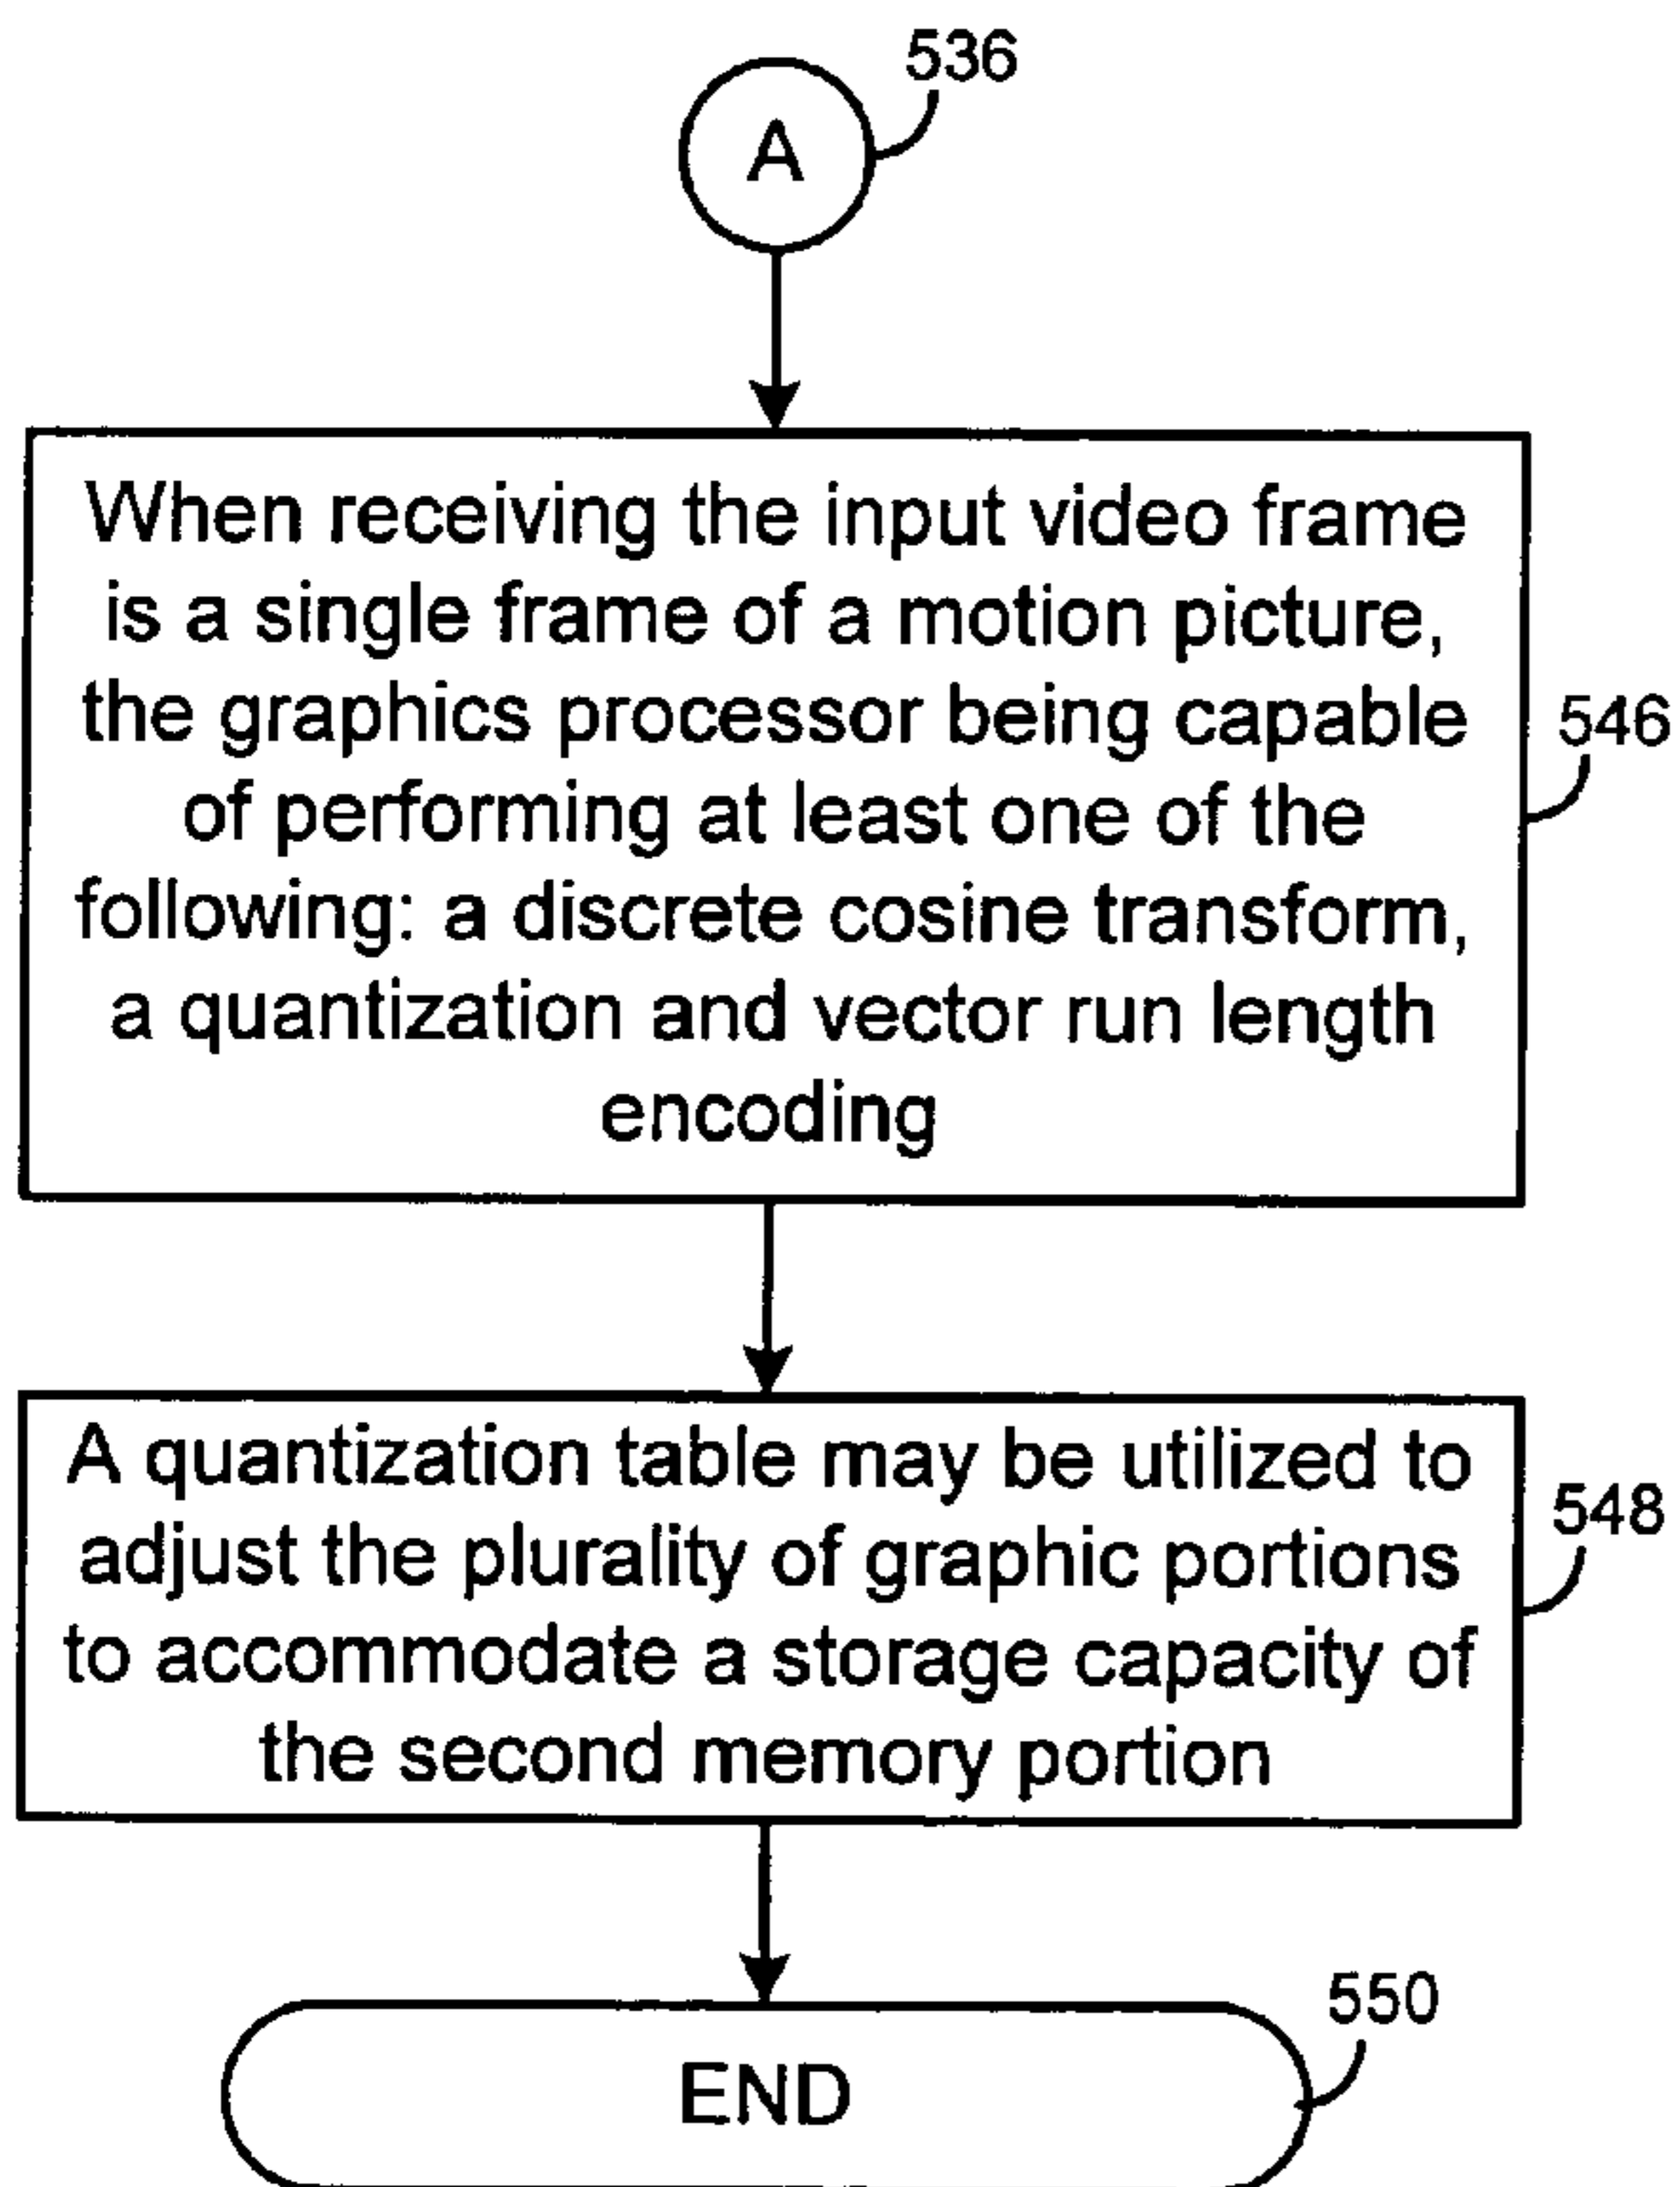 536
A
When receiving the input video frame
is a single frame of a motion picture,
the graphics processor being capable
of performing at least one of the
following: a discrete cosine transform,
a quantization and vector run length
encoding
546
A quantization table may be utilized to
adjust the plurality of graphic portions
to accommodate a storage capacity of
the second memory portion
548
550
END